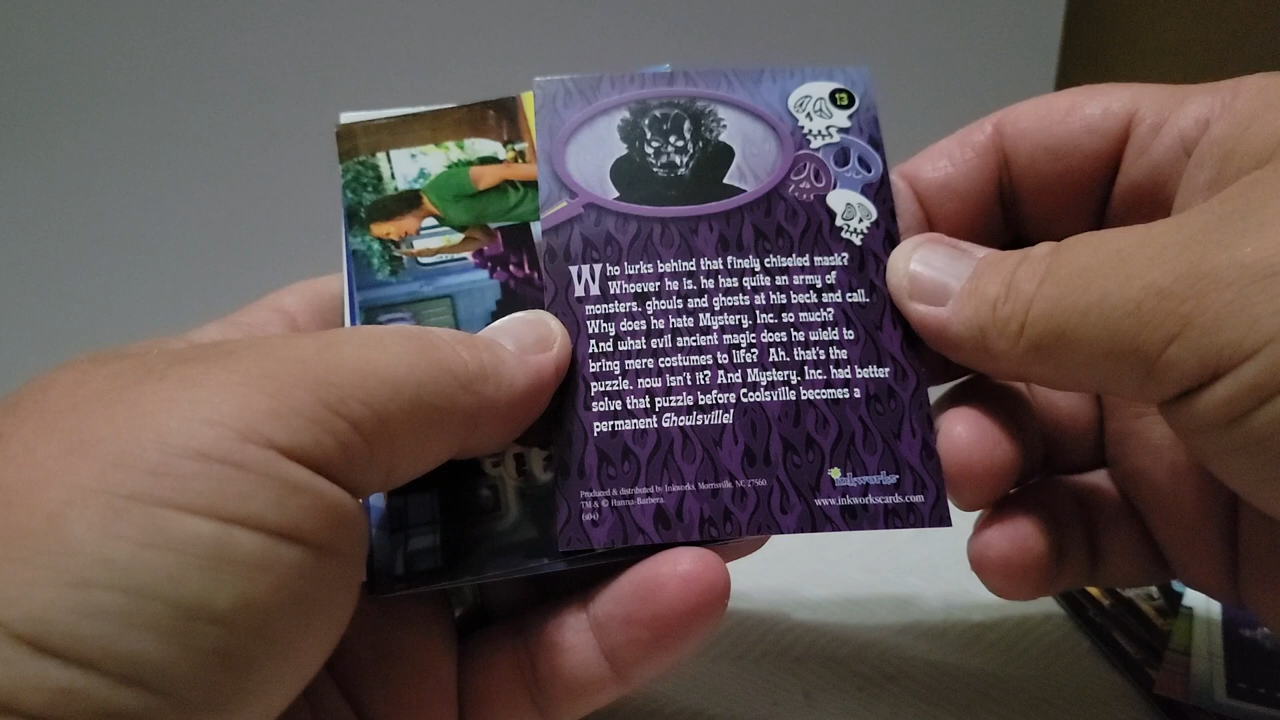 13
Who lurks behind that finely chiseled mask?
Whoever he is, he has quite an army of
monsters, ghouls and ghosts at his beck and call.
Why does he hate Mystery, Inc. so much?
And what evil ancient magic does he wield to
bring mere costumes to life? Ah, that's the
puzzle, now isn't it? And Mystery, Inc. had better
solve that puzzle before Coolsville becomes a
permanent Ghoulsville!
Produced & distributed by Inkworks, Morrisville, NC 27560.
TM & © Hanna-Barbera.
(s04)
inkworks
www.inkworkscards.com